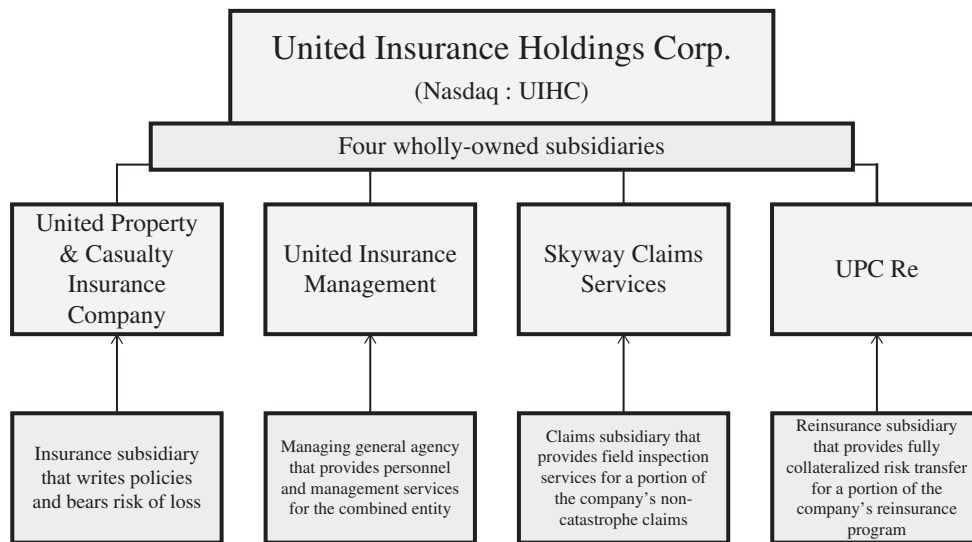 United Insurance Holdings Corp.
(Nasdaq : UIHC)
Four wholly-owned subsidiaries
United Property
& Casualty
Insurance
Company
United Insurance
Management
Skyway Claims
Services
UPC Re
Insurance subsidiary
that writes policies
and bears risk of loss
Managing general agency
that provides personnel
and management services
for the combined entity
Claims subsidiary that
provides field inspection
services for a portion of
the company’s non-
catastrophe claims
Reinsurance subsidiary
that provides fully
collateralized risk transfer
for a portion of the
company’s reinsurance
program